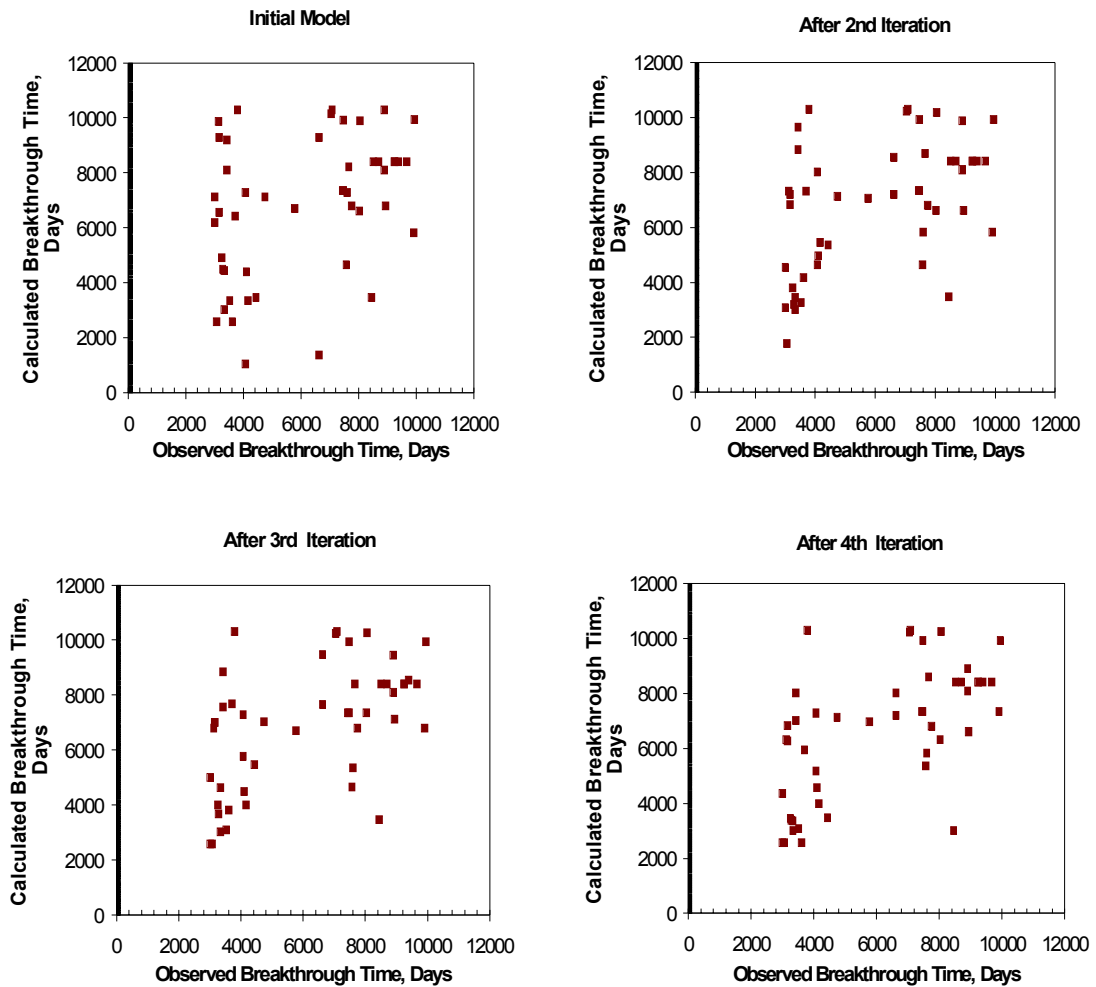 Initial Model
Calculated Breakthrough Time,
Days
12000
10000
8000
6000
4000
2000
0
0 2000 4000 6000 8000 10000 12000
Observed Breakthrough Time, Days
After 2nd Iteration
Calculated Breakthrough Time,
Days
12000
10000
8000
6000
4000
2000
0
0 2000 4000 6000 8000 10000 12000
Observed Breakthrough Time, Days
After 3rd Iteration
Calculated Breakthrough Time,
Days
12000
10000
8000
6000
4000
2000
0
0 2000 4000 6000 8000 10000 12000
Observed Breakthrough Time, Days
After 4th Iteration
Calculated Breakthrough Time,
Days
12000
10000
8000
6000
4000
2000
0
0 2000 4000 6000 8000 10000 12000
Observed Breakthrough Time, Days